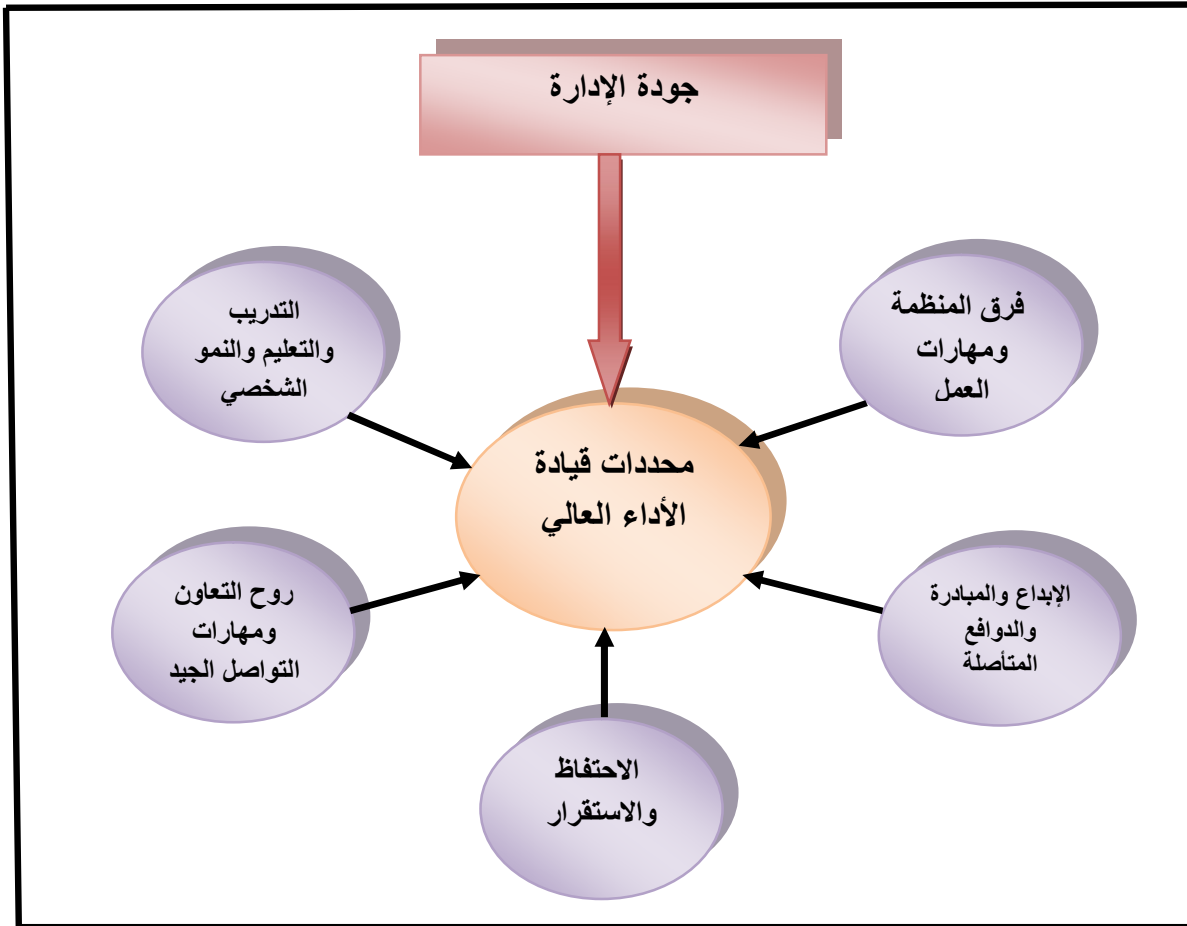 جودة الإدارة
فرق المنظمة
ومهارات
العمل
التدريب
والتعليم والنمو
الشخصي
محددات قيادة
الأداء العالي
الإبداع والمبادرة
والدوافع
المتأصلة
روح التعاون
ومهارات
التواصل الجيد
الاحتفاظ
والاستقرار